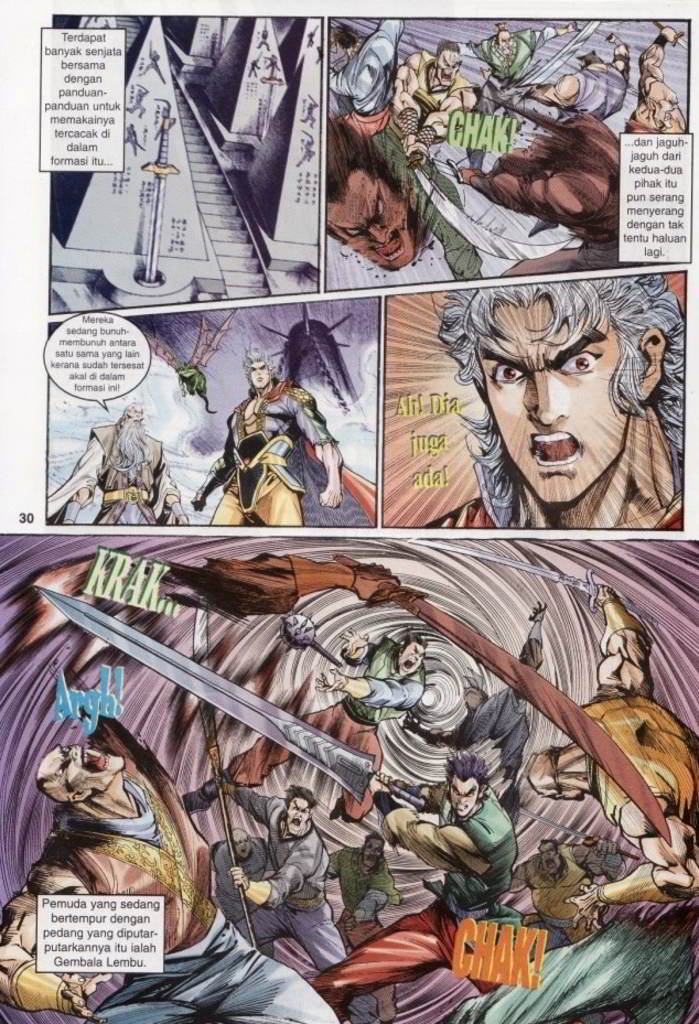 Terdapat
banyak senjata
bersama
dengan
panduan-
panduan untuk
memakainya
tercacak di
dalam
formasi itu...
CHAK!
...dan jaguh-
jaguh dari
kedua-dua
pihak itu
pun serang
menyerang
dengan tak
tentu haluan
lagi.
Mereka
sedang bunuh-
membunuh antara
satu sama yang lain
kerana sudah tersesat
akal di dalam
formasi ini!
Ah! Dia
juga
ada!
30
KRAK..
Argh!
Pemuda yang sedang
bertempur dengan
pedang yang diputar-
putarkannya itu ialah
Gembala Lembu.
CHAK!